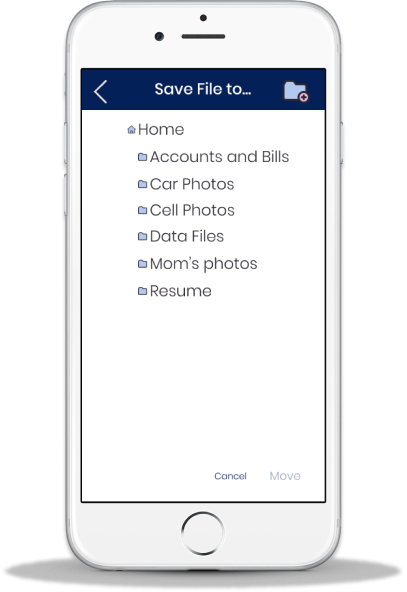 Save File to...
Home
Accounts and Bills
Car Photos
Cell Photos
Data Files
Mom's photos
Resume
Cancel Move